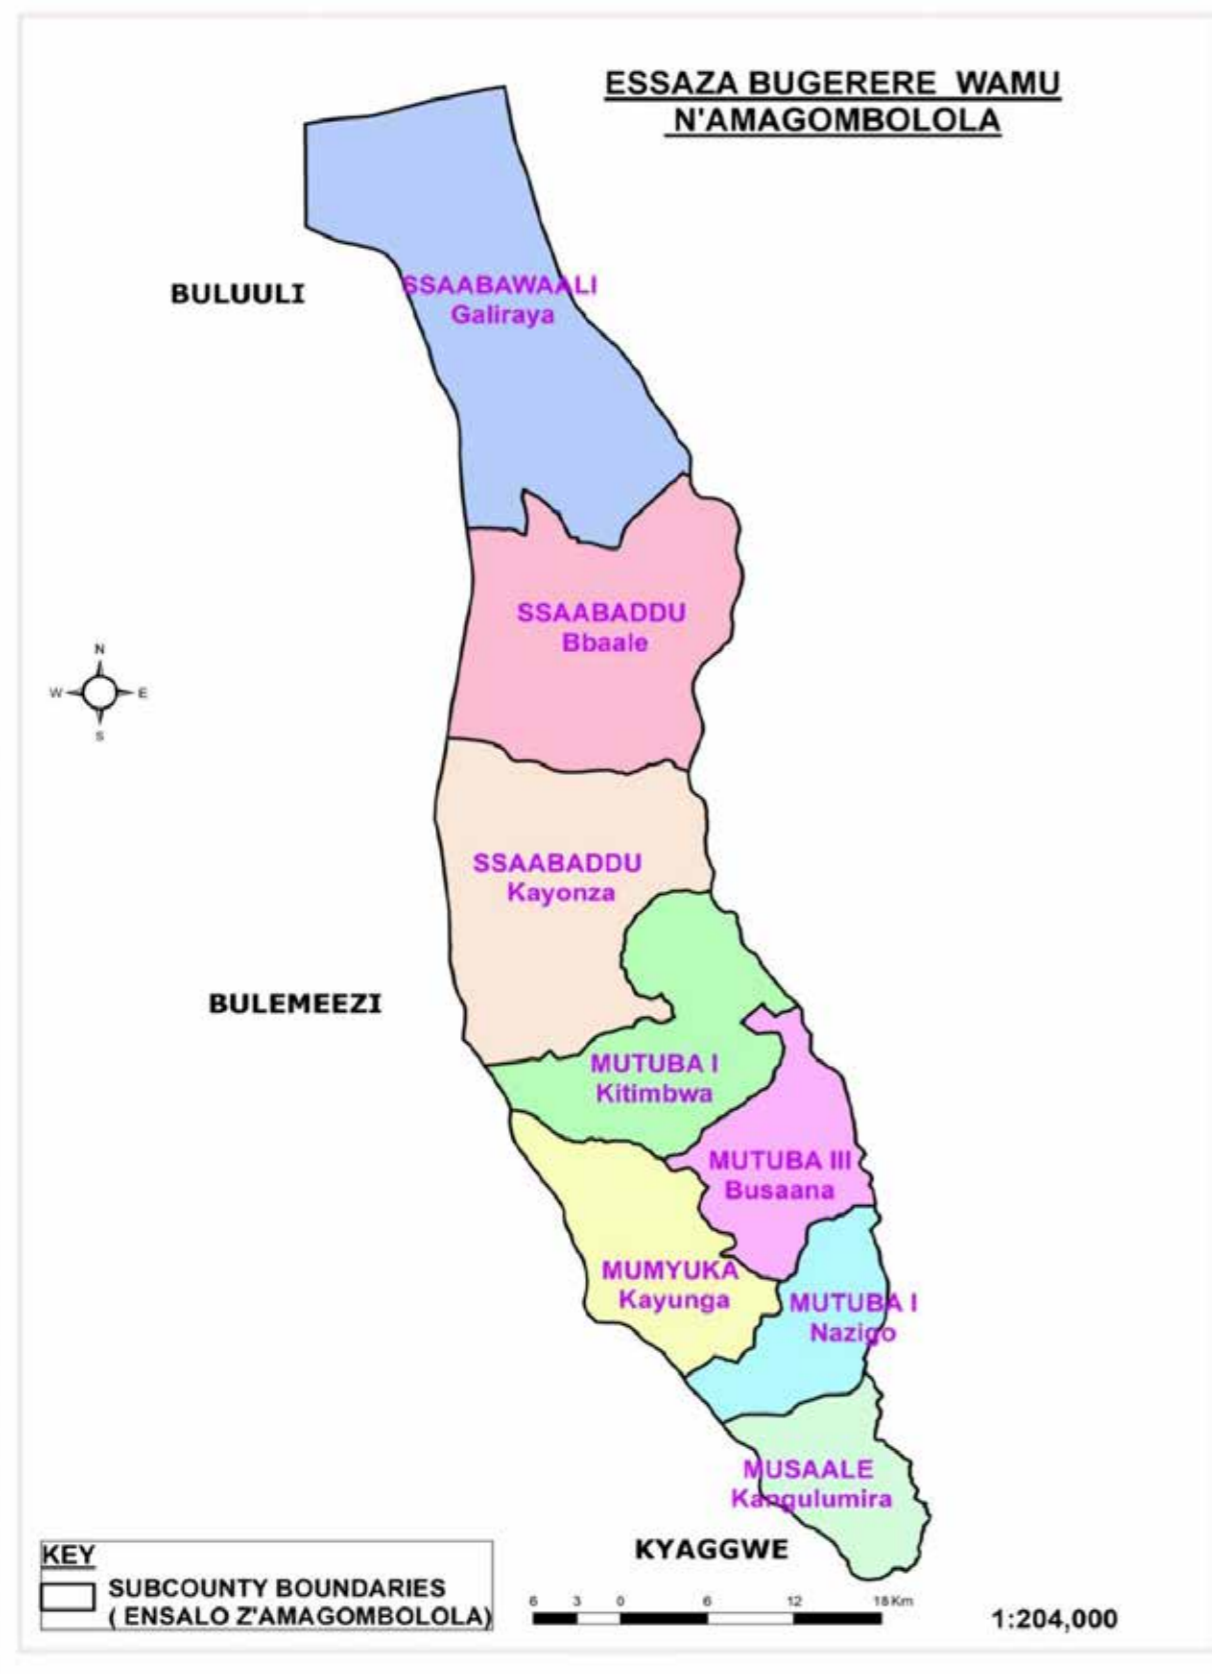 ESSAZA BUGERERE WAMU
N'AMAGOMBOLOLA
BULUULI
SSAABAWAALI
Galiraya
SSAABADDU
Bbaale
N
W
E
S
SSAABADDU
Kayonza
BULEMEEZI
MUTUBA I
Kitimbwa
MUTUBA III
Busaana
MUMYUKA
Kayunga
MUTUBA I
Nazigo
MUSAALE
Kangulumira
KYAGGWE
KEY
SUBCOUNTY BOUNDARIES
( ENSALO Z'AMAGOMBOLOLA)
6 3 0 6 12 18 Km
1:204,000